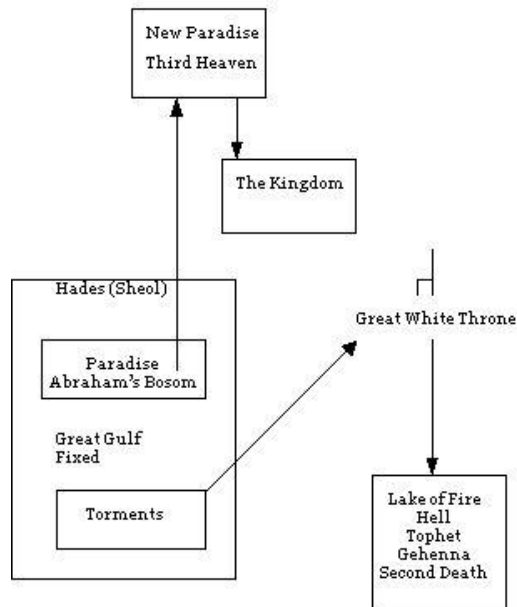 New Paradise
Third Heaven
The Kingdom
Hades (Sheol)
Great White Throne
Paradise
Abraham's Bosom
Great Gulf
Fixed
Torments
Lake of Fire
Hell
Tophet
Gehenna
Second Death